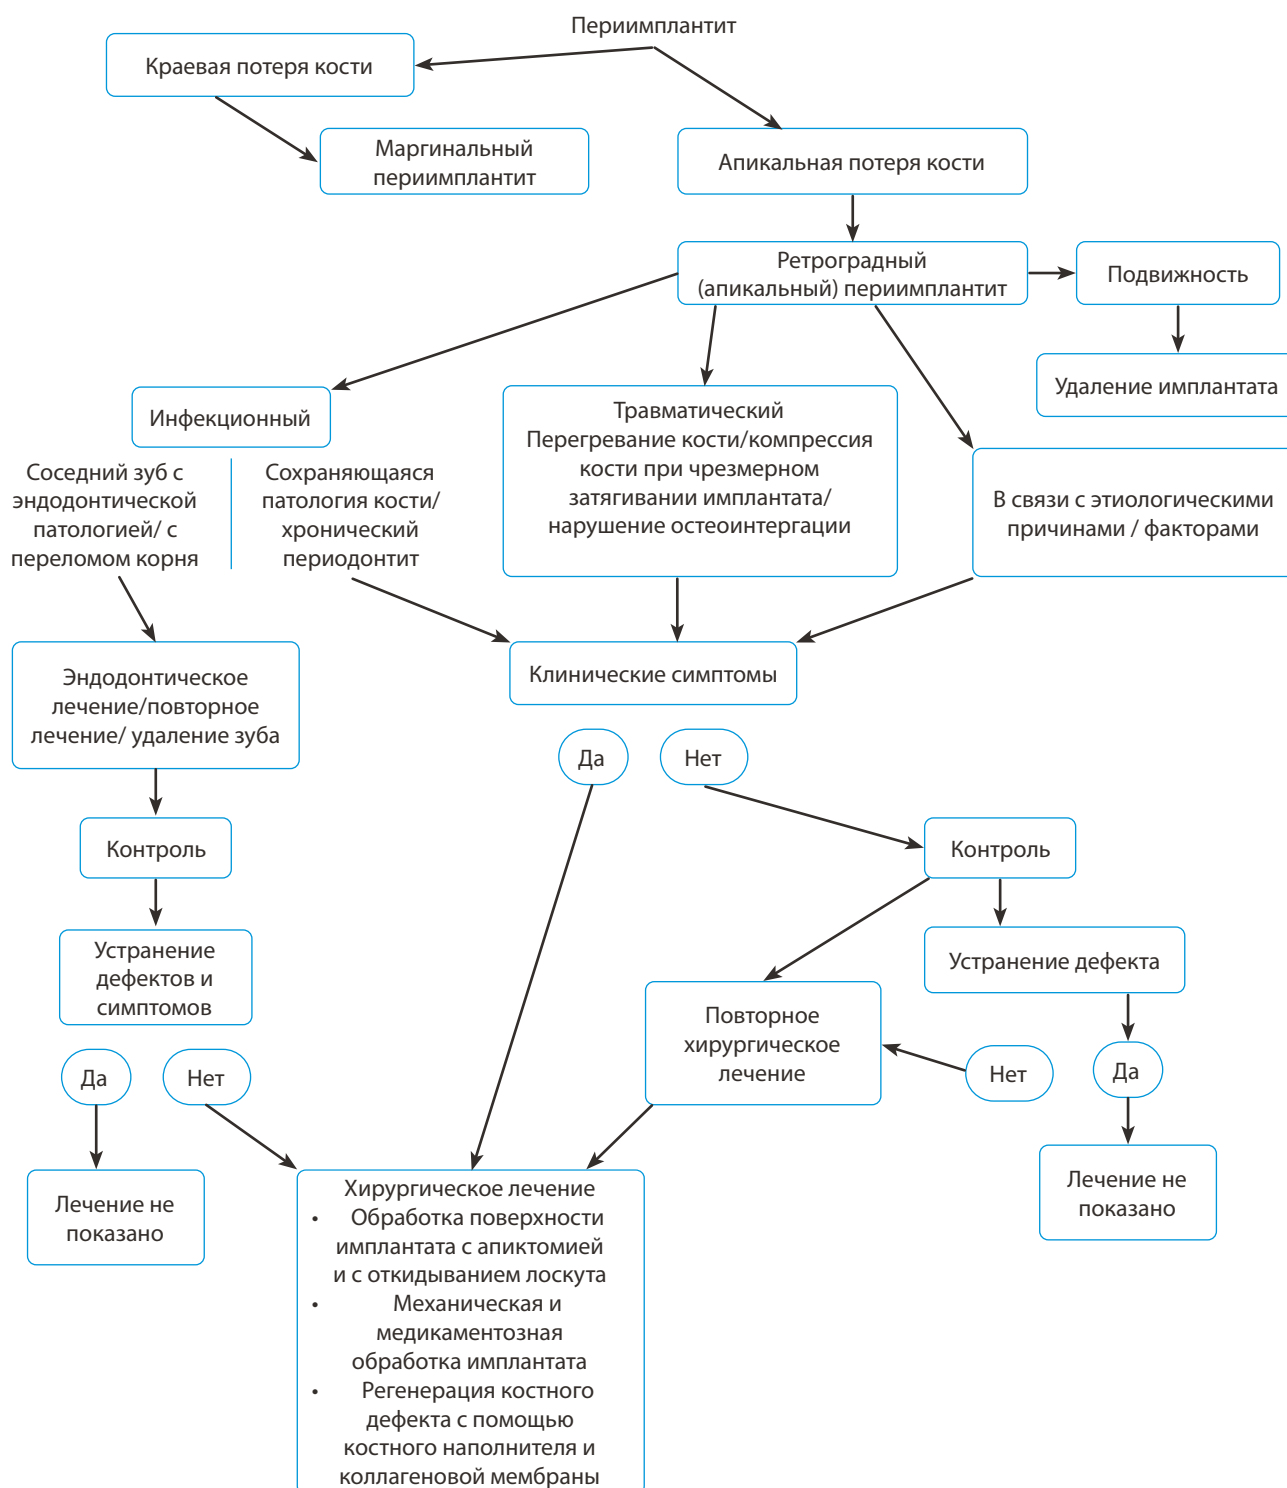 Периимплантит
Краевая потеря кости
Маргинальный
периимплантит
Апикальная потеря кости
Ретроградный
(апикальный) периимплантит
Подвижность
Удаление имплантата
Инфекционный
Травматический
Перегревание кости/компрессия
кости при чрезмерном
затягивании имплантата/
нарушение остеоинтергации
В связи с этиологическими
причинами / факторами
Соседний зуб с
эндодонтической
патологией/ с
переломом корня
Сохраняющаяся
патология кости/
хронический
периодонтит
Эндодонтическое
лечение/повторное
лечение/ удаление зуба
Клинические симптомы
Да
Нет
Контроль
Контроль
Устранение
дефектов и
симптомов
Устранение дефекта
Повторное
хирургическое
лечение
Нет
Да
Да
Нет
Лечение не
показано
Лечение не
показано
Хирургическое лечение
• Обработка поверхности
имплантата с апиктомией
и с откидыванием лоскута
• Механическая и
медикаментозная
обработка имплантата
• Регенерация костного
дефекта с помощью
костного наполнителя и
коллагеновой мембраны